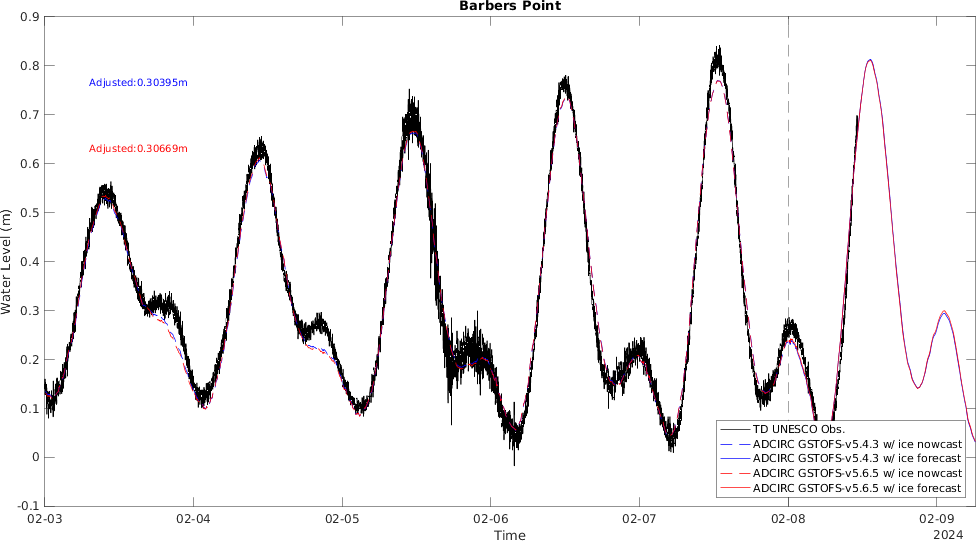 Barbers Point
0.9
0.8
0.7
0.6
0.5
0.4
0.3
0.2
0.1
0
-0.1
Water Level (m)
Adjusted:0.30395m
Adjusted:0.30669m
TD UNESCO Obs.
ADCIRC GSTOFS-v5.4.3 w/ ice nowcast
ADCIRC GSTOFS-v5.4.3 w/ ice forecast
ADCIRC GSTOFS-v5.6.5 w/ ice nowcast
ADCIRC GSTOFS-v5.6.5 w/ ice forecast
02-03 02-04 02-05 02-06 02-07 02-08 02-09
Time
2024